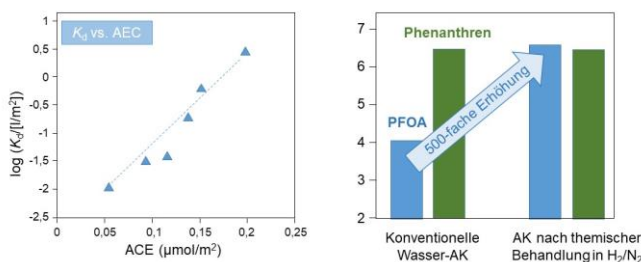 K_d vs. AEC
log (K_d/[l/m²])
1
0.5
0
-0.5
-1
-1.5
-2
-2.5
0 0,05 0,1 0,15 0,2 0,25
ACE (µmol/m²)
7
6
5
4
3
2
Phenanthren
PFOA
500-fache Erhöhung
Konventionelle
Wasser-AK
AK nach themischer
Behandlung in H₂/N₂